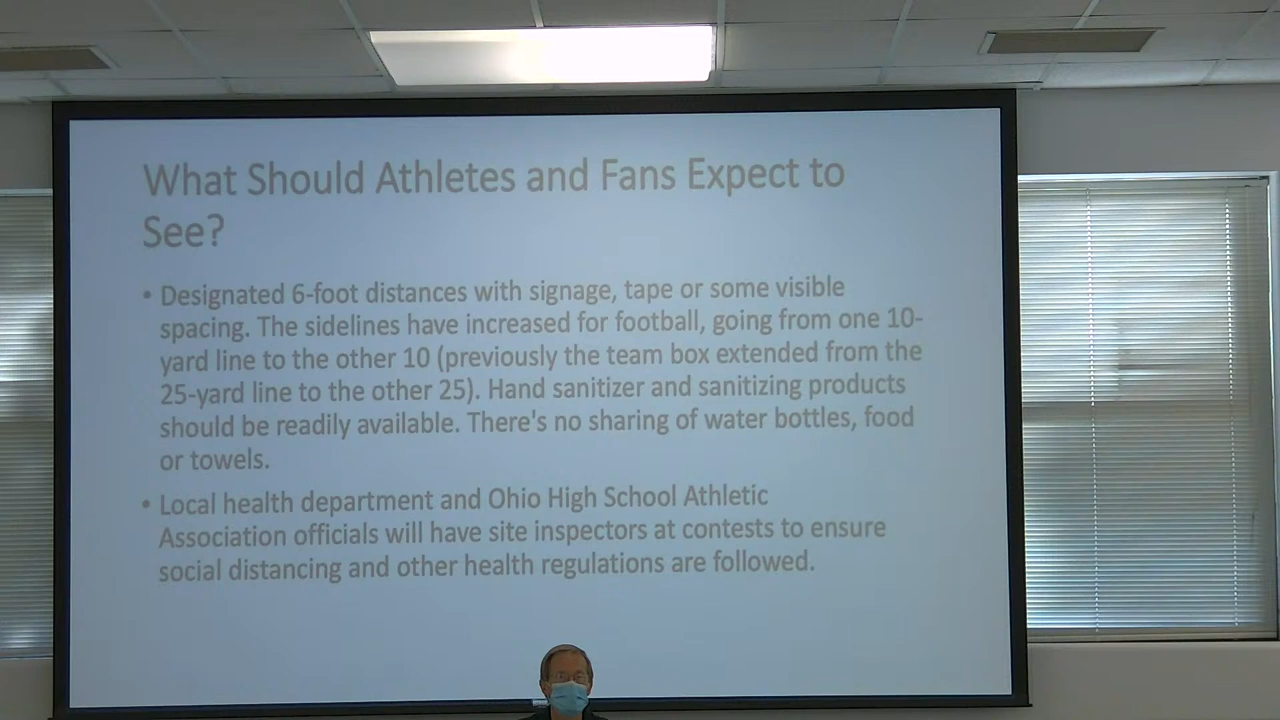 What Should Athletes and Fans Expect to
See?
• Designated 6-foot distances with signage, tape or some visible
spacing. The sidelines have increased for football, going from one 10-
yard line to the other 10 (previously the team box extended from the
25-yard line to the other 25). Hand sanitizer and sanitizing products
should be readily available. There's no sharing of water bottles, food
or towels.
• Local health department and Ohio High School Athletic
Association officials will have site inspectors at contests to ensure
social distancing and other health regulations are followed.